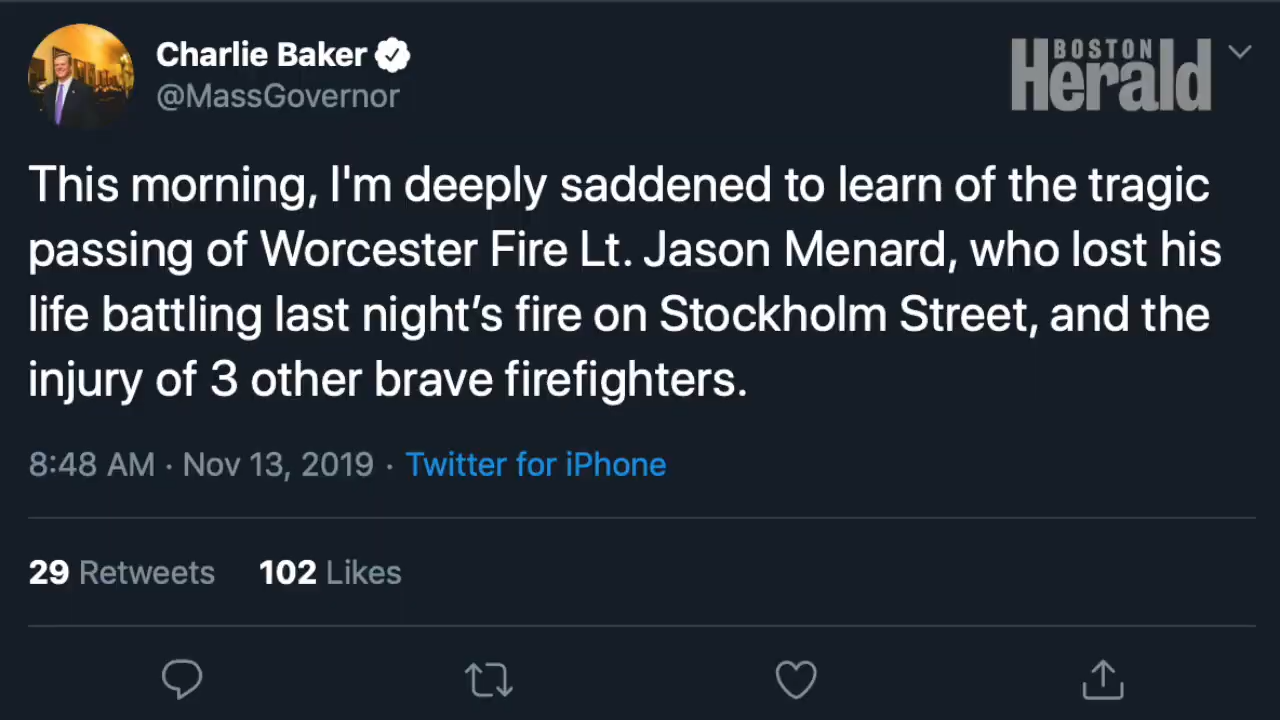 Charlie Baker
@MassGovernor
BOSTON
Herald
This morning, I'm deeply saddened to learn of the tragic
passing of Worcester Fire Lt. Jason Menard, who lost his
life battling last night’s fire on Stockholm Street, and the
injury of 3 other brave firefighters.
8:48 AM · Nov 13, 2019 · Twitter for iPhone
29 Retweets 102 Likes